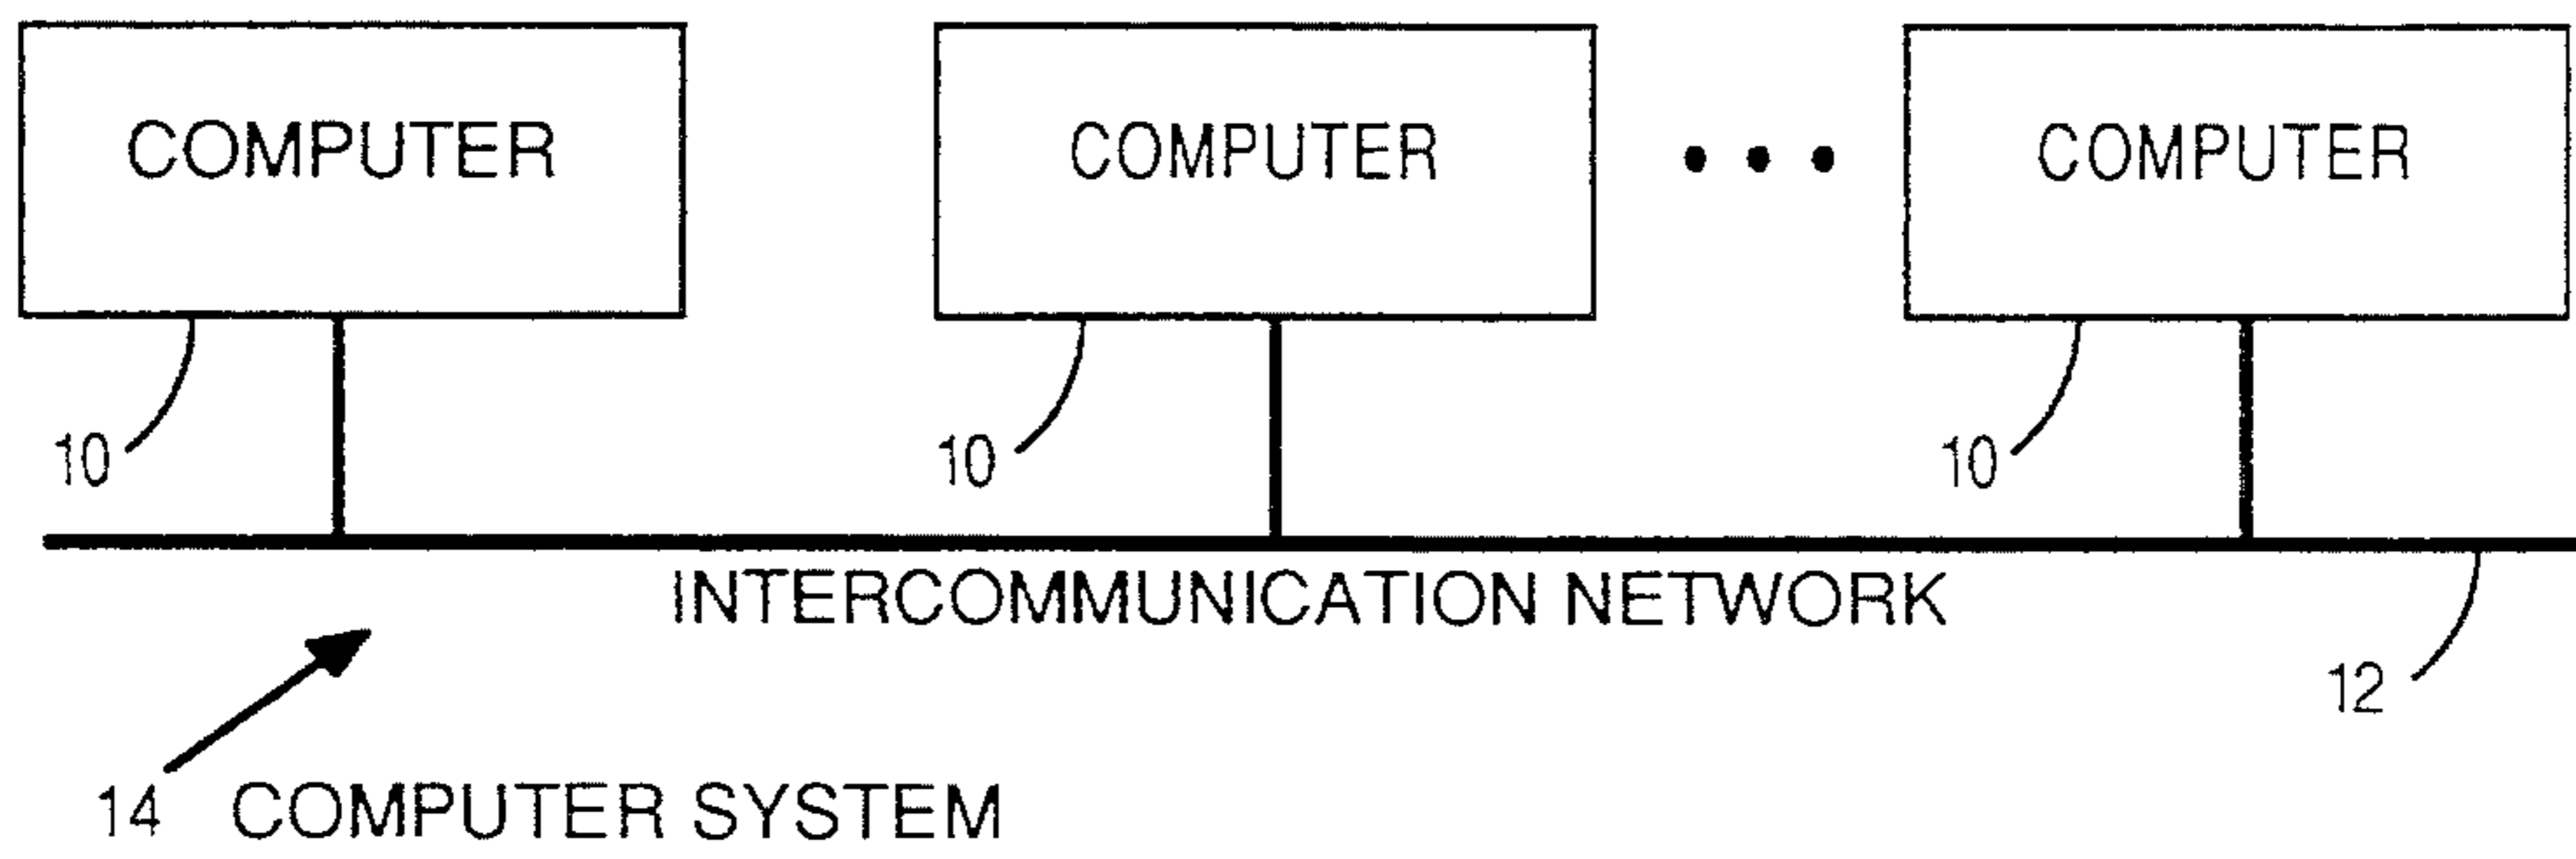 COMPUTER COMPUTER • • • COMPUTER
10 10 10
INTERCOMMUNICATION NETWORK
12
14 COMPUTER SYSTEM